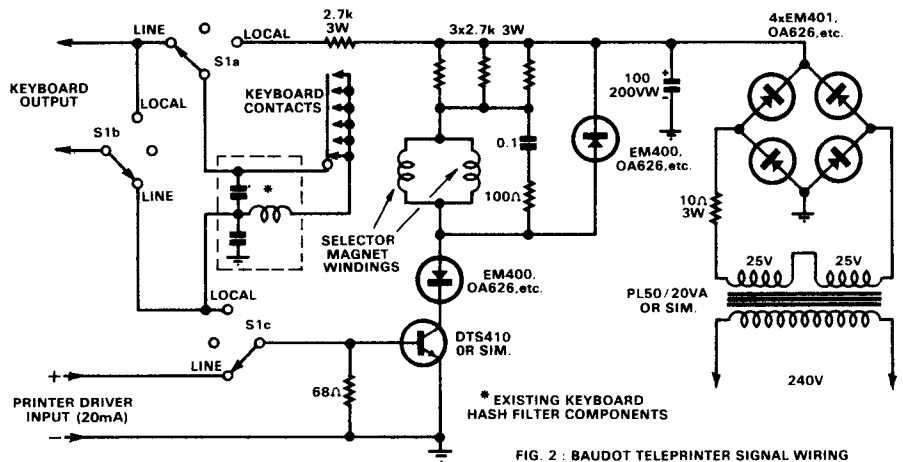 LINE
S1a
LOCAL
2.7k
3W
3x2.7k 3W
4xEM401,
OA626,etc.
KEYBOARD
OUTPUT
LOCAL
S1b
LINE
KEYBOARD
CONTACTS
*
0.1
100Ω
EM400,
OA626,etc.
100
200VW
+
-
10Ω
3W
25V
25V
PL50/20VA
OR SIM.
240V
SELECTOR
MAGNET
WINDINGS
EM400,
OA626,etc.
LOCAL
S1c
LINE
DTS410
OR SIM.
68Ω
+
PRINTER DRIVER
INPUT (20mA)
-
* EXISTING KEYBOARD
HASH FILTER COMPONENTS
FIG. 2 : BAUDOT TELEPRINTER SIGNAL WIRING